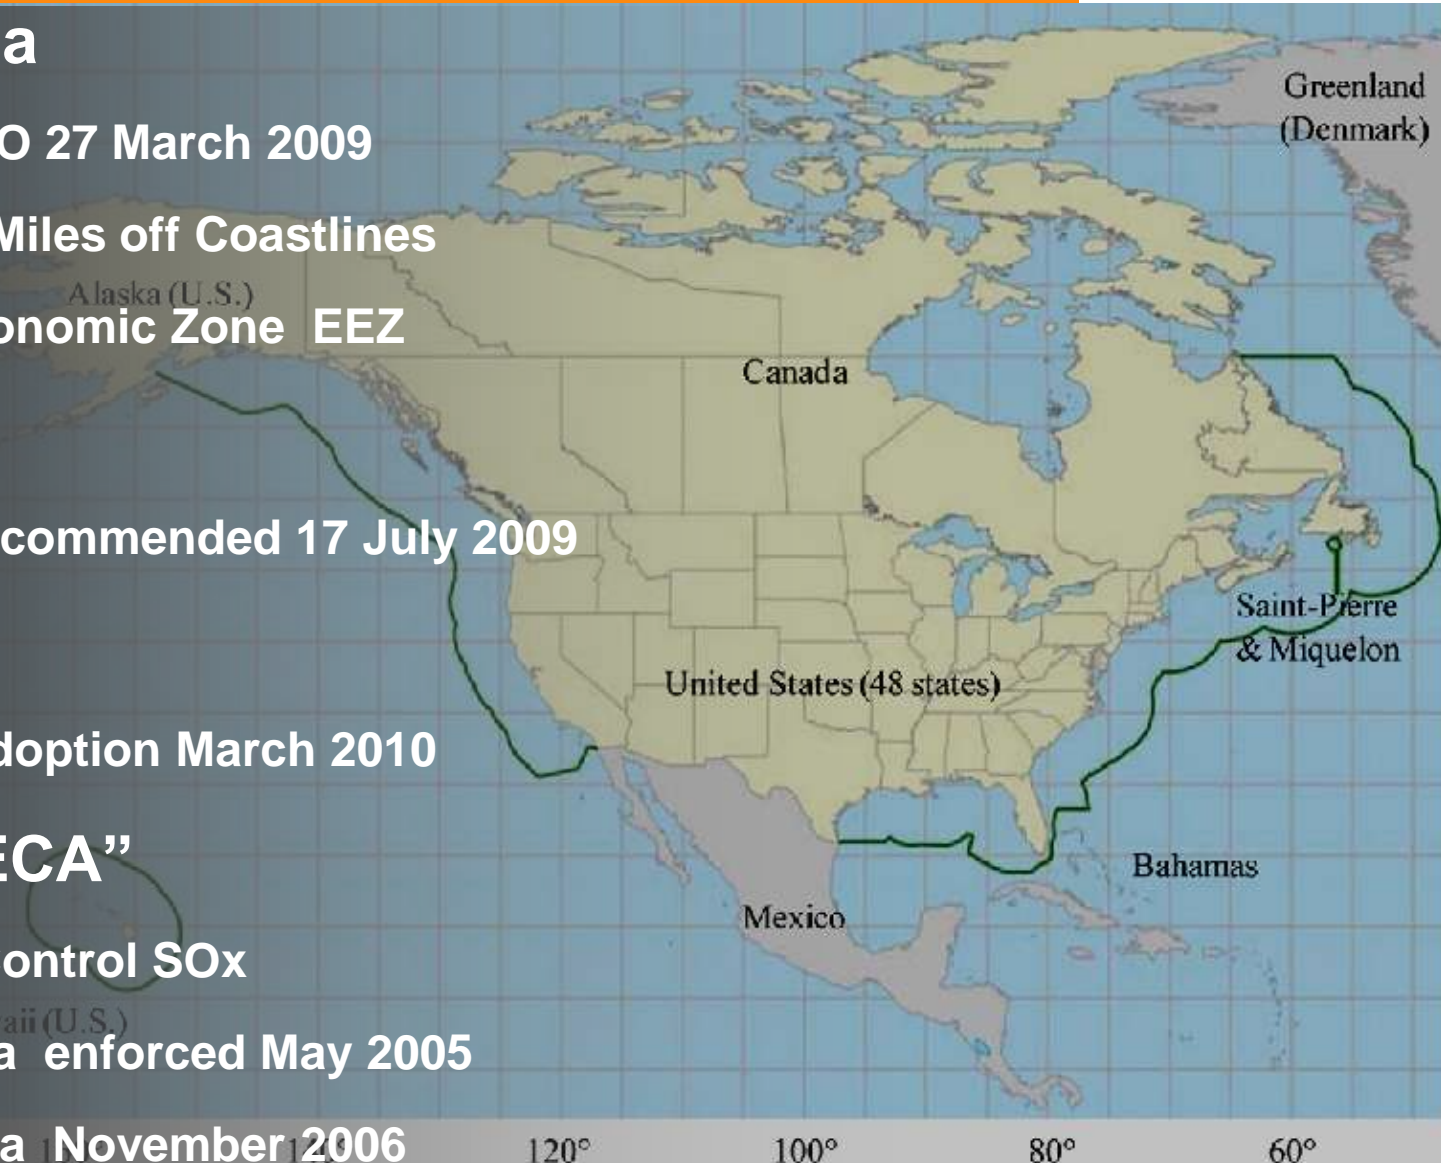 a
O 27 March 2009
Miles off Coastlines
onomic Zone  EEZ
commended 17 July 2009
doption March 2010
ECA”
ontrol SOx
a  enforced May 2005
a  November 2006
Greenland
(Denmark)
Alaska (U.S.)
Canada
Saint-Pierre
& Miquelon
United States (48 states)
Bahamas
Mexico
aii (U.S.)
120°
100°
80°
60°